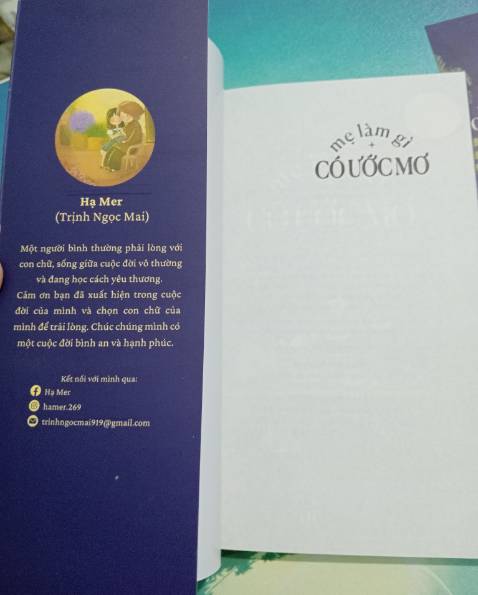 Hạ Mer
(Trịnh Ngọc Mai)
Một người bình thường phải lòng với
con chữ, sống giữa cuộc đời vô thường
và đang học cách yêu thương.
Cảm ơn bạn đã xuất hiện trong cuộc
đời của mình và chọn con chữ của
mình để trải lòng. Chúc chúng mình có
một cuộc đời bình an và hạnh phúc.
Kết nối với mình qua:
Hạ Mer
hamer.269
trinhngocmai919@gmail.com
mẹ làm gì
CÓ ƯỚC MƠ